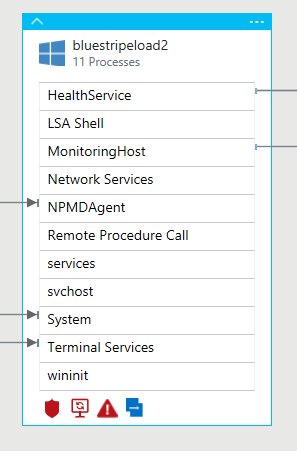 bluestripeload2
11 Processes
HealthService
LSA Shell
MonitoringHost
Network Services
NPMDAgent
Remote Procedure Call
services
svchost
System
Terminal Services
wininit